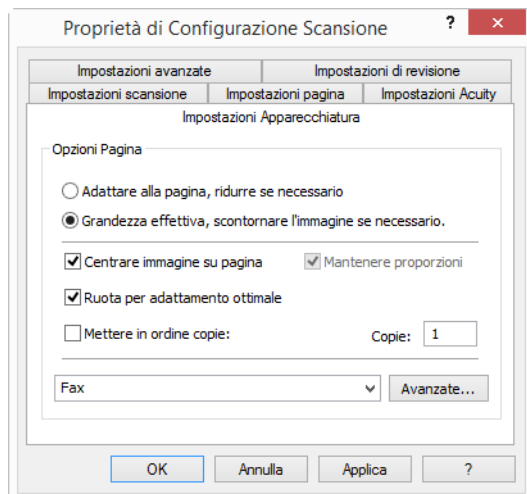 Proprietà di Configurazione Scansione ?
Impostazioni avanzate Impostazioni di revisione
Impostazioni scansione Impostazioni pagina Impostazioni Acuity
Impostazioni Apparecchiatura
Opzioni Pagina
Adattare alla pagina, ridurre se necessario
Grandezza effettiva, scontornare l'immagine se necessario.
Centrare immagine su pagina Mantenere proporzioni
Ruota per adattamento ottimale
Mettere in ordine copie: Copie: 1
Fax Avanzate...
OK Annulla Applica ?